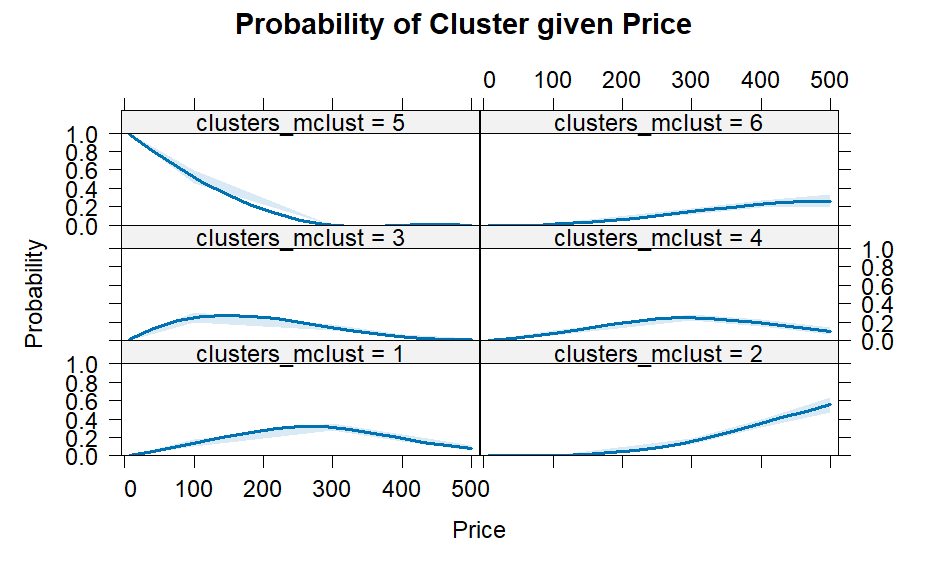 Probability of Cluster given Price
0 100 200 300 400 500
clusters_mclust = 5 clusters_mclust = 6
1.0
0.8
0.6
0.4
0.2
0.0
clusters_mclust = 3 clusters_mclust = 4
1.0
0.8
0.6
0.4
0.2
0.0
clusters_mclust = 1 clusters_mclust = 2
1.0
0.8
0.6
0.4
0.2
0.0
0 100 200 300 400 500
Probability
Price